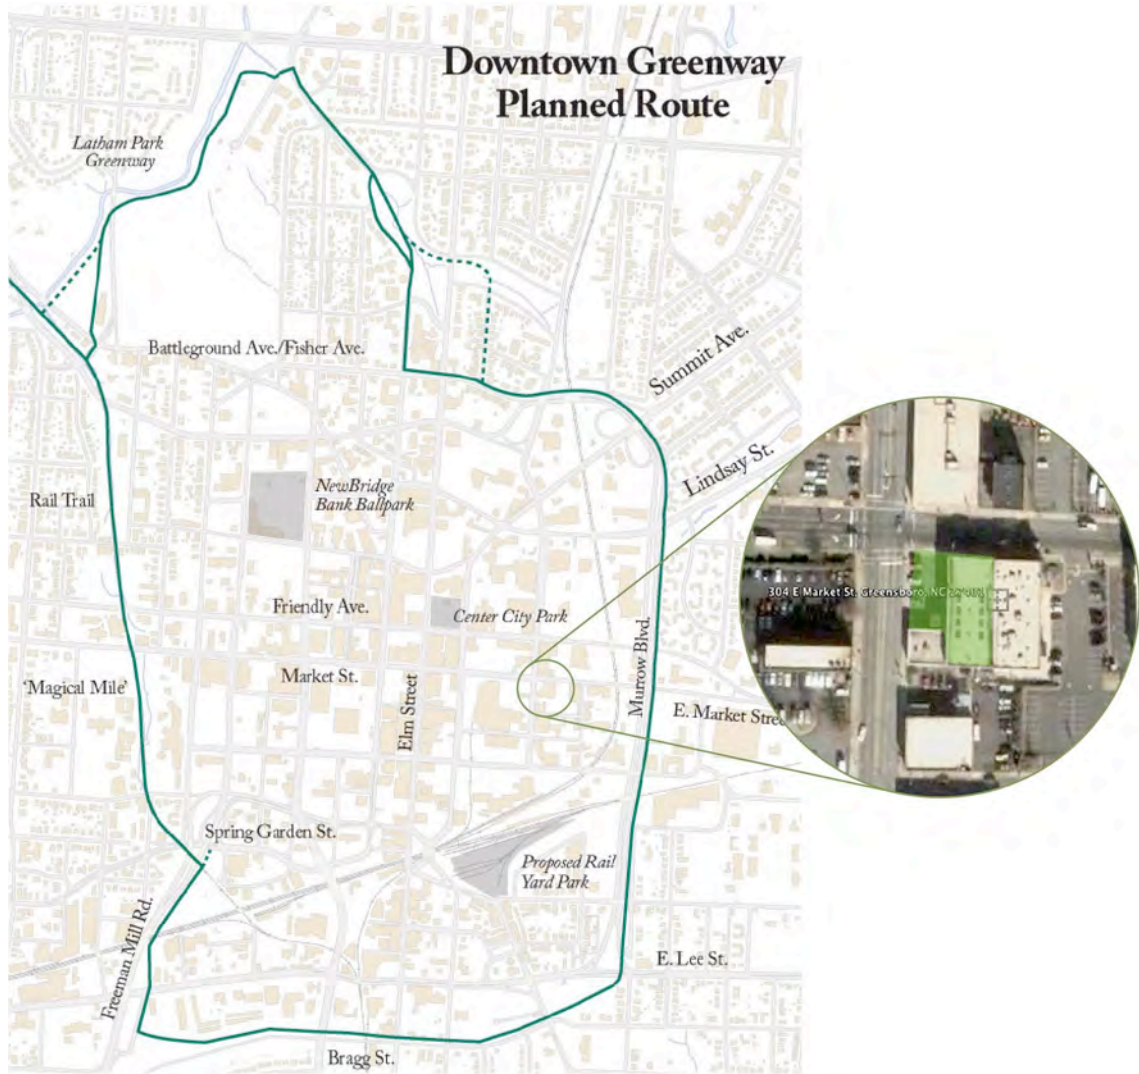 Downtown Greenway
Planned Route
Latham Park
Greenway
Battleground Ave./Fisher Ave.
Summit Ave.
Lindsay St.
Rail Trail
NewBridge
Bank Ballpark
Friendly Ave.
Center City Park
304 E Market St, Greensboro, NC
'Magical Mile'
Market St.
Elm Street
Murrow Blvd.
E. Market Stree
Spring Garden St.
Proposed Rail
Yard Park
Freeman Mill Rd.
E. Lee St.
Bragg St.